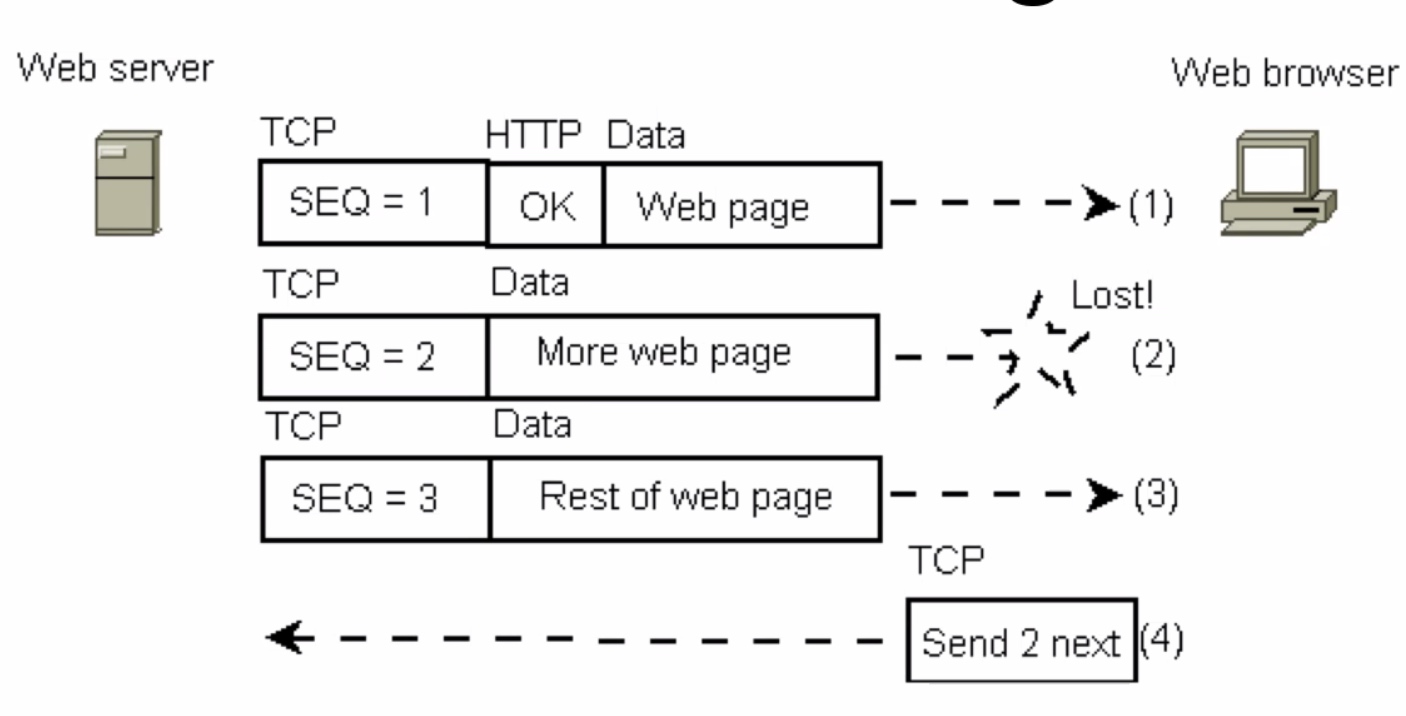 Web server
Web browser
TCP HTTP Data
SEQ = 1 OK Web page (1)
TCP Data
Lost!
SEQ = 2 More web page (2)
TCP Data
SEQ = 3 Rest of web page (3)
TCP
Send 2 next (4)